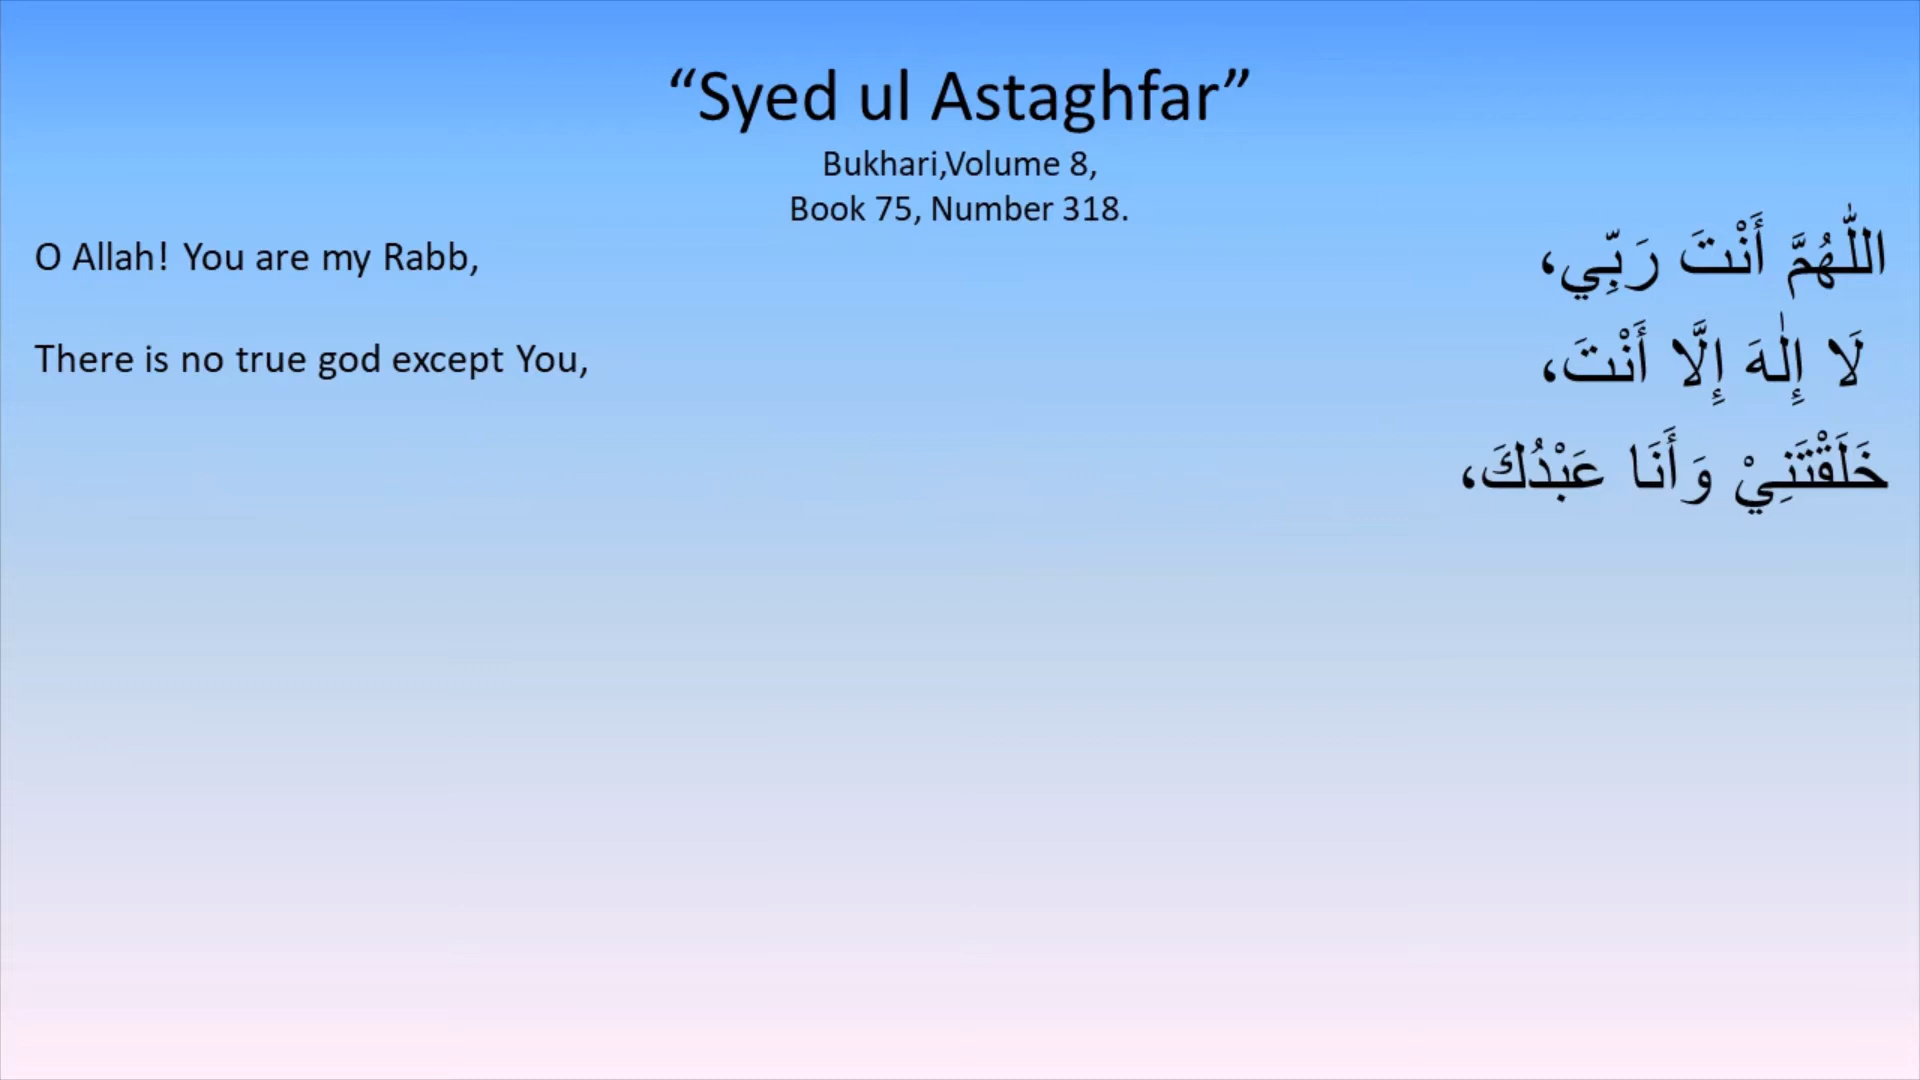 “Syed ul Astaghfar”
Bukhari,Volume 8,
Book 75, Number 318.
O Allah! You are my Rabb,
اللّٰهُمَّ أَنْتَ رَبِّي،
There is no true god except You,
لَا إِلٰهَ إِلَّا أَنْتَ،
خَلَقْتَنِيْ وَأَنَا عَبْدُكَ،